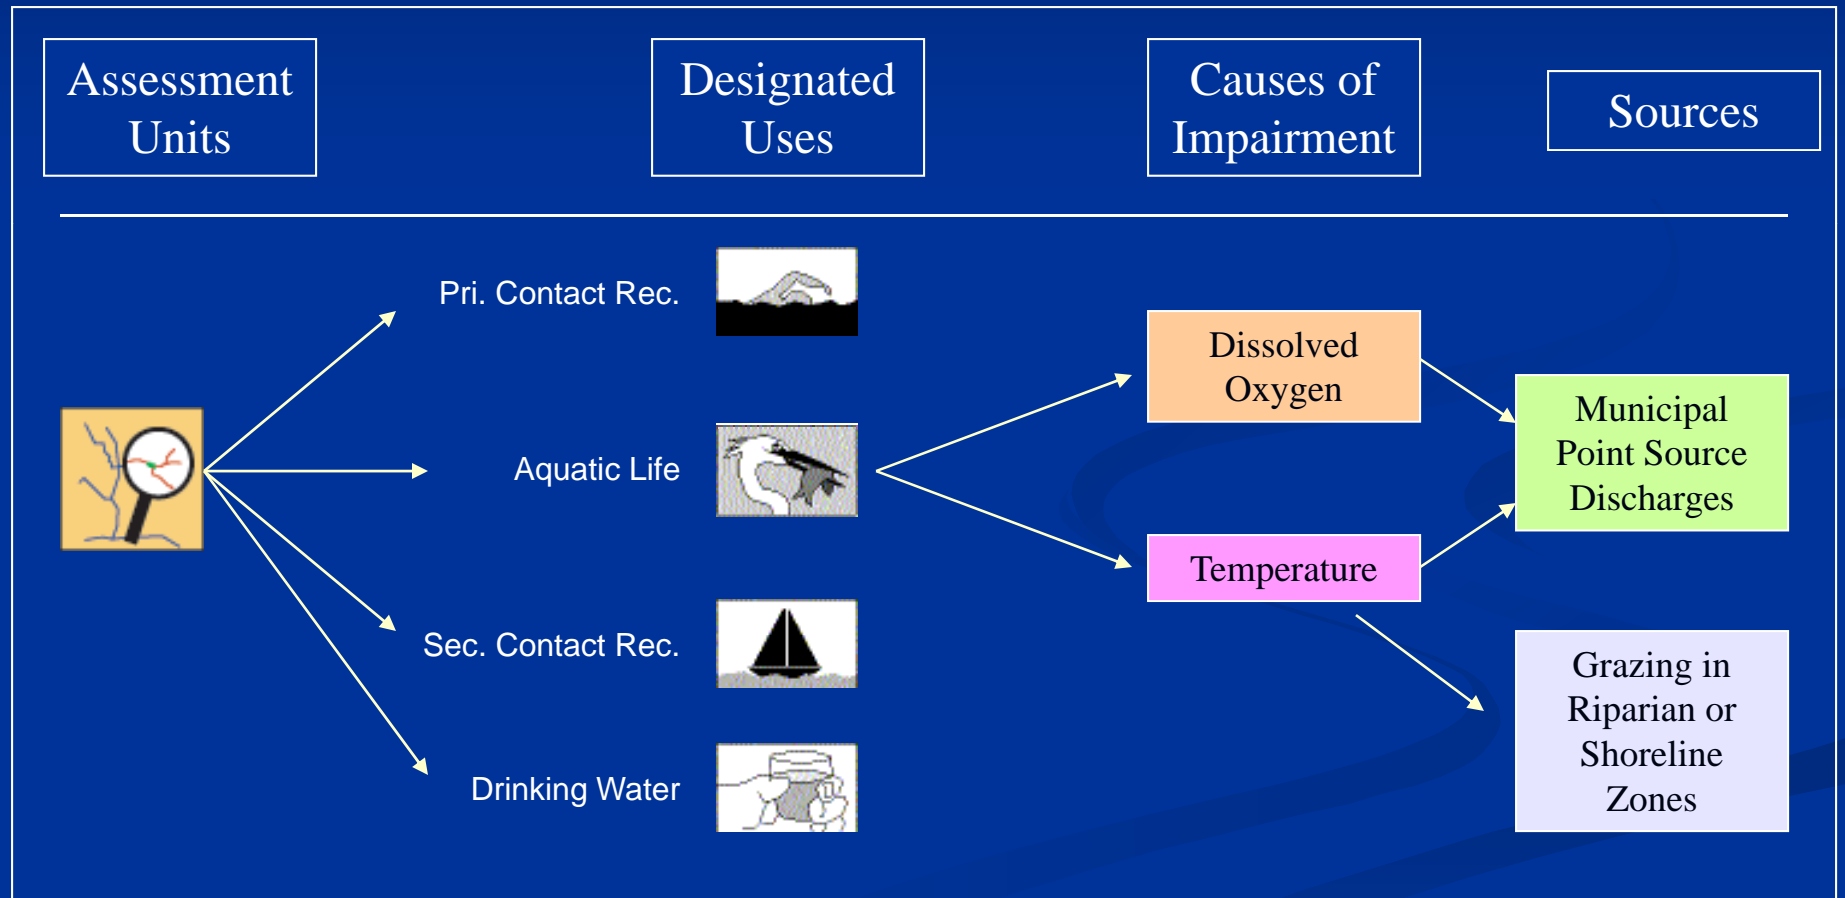 Assessment
Units
Designated
Uses
Causes of
Impairment
Sources
Pri. Contact Rec.
Aquatic Life
Sec. Contact Rec.
Drinking Water
Dissolved
Oxygen
Temperature
Municipal
Point Source
Discharges
Grazing in
Riparian or
Shoreline
Zones